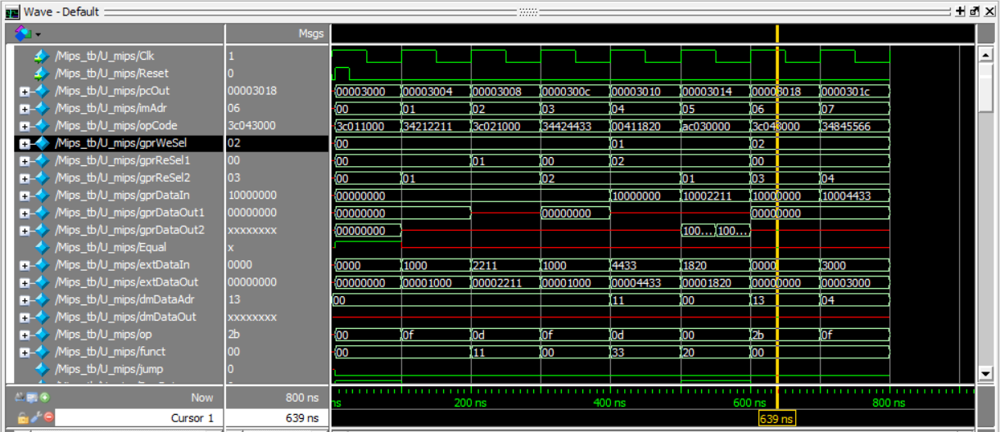 Wave - Default
Msgs
/Mips_tb/U_mips/Clk 1
/Mips_tb/U_mips/Reset 0
/Mips_tb/U_mips/pcOut 00003018 00003000 00003004 00003008 0000300c 00003010 00003014 00003018 0000301c
/Mips_tb/U_mips/imAdr 06 00 01 02 03 04 05 06 07
/Mips_tb/U_mips/opCode 3c043000 3c011000 34212211 3c021000 34424433 00411820 ac030000 3c043000 34845566
/Mips_tb/U_mips/gprWeSel 02 00 01 02
/Mips_tb/U_mips/gprReSel1 00 00 01 00 02 00
/Mips_tb/U_mips/gprReSel2 03 00 01 02 01 03 04
/Mips_tb/U_mips/gprDataIn 10000000 00000000 10000000 10002211 10000000 10004433
/Mips_tb/U_mips/gprDataOut1 00000000 00000000 00000000 00000000
/Mips_tb/U_mips/gprDataOut2 xxxxxxxx 00000000 100... 100...
/Mips_tb/U_mips/Equal x
/Mips_tb/U_mips/extDataIn 0000 0000 1000 2211 1000 4433 1820 0000 3000
/Mips_tb/U_mips/extDataOut 00000000 00000000 00001000 00002211 00001000 00004433 00001820 00000000 00003000
/Mips_tb/U_mips/dmDataAdr 13 00 11 00 13 04
/Mips_tb/U_mips/dmDataOut xxxxxxxx
/Mips_tb/U_mips/op 2b 00 0f 0d 0f 0d 00 2b 0f
/Mips_tb/U_mips/funct 00 00 11 00 33 20 00
/Mips_tb/U_mips/jump 0
Now 800 ns ns 200 ns 400 ns 600 ns 800 ns
Cursor 1 639 ns 639 ns